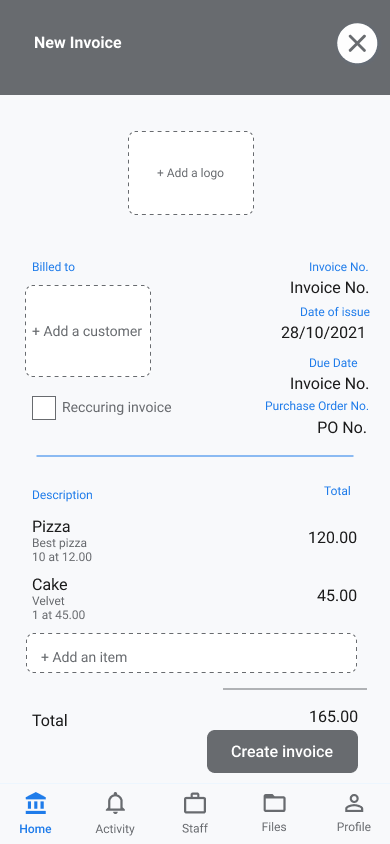 New Invoice
+ Add a logo
Billed to
Invoice No.
+ Add a customer
Invoice No.
Date of issue
28/10/2021
Due Date
Invoice No.
Reccuring invoice
Purchase Order No.
PO No.
Description
Total
Pizza
Best pizza
10 at 12.00
120.00
Cake
Velvet
1 at 45.00
45.00
+ Add an item
Total
165.00
Create invoice
Home
Activity
Staff
Files
Profile